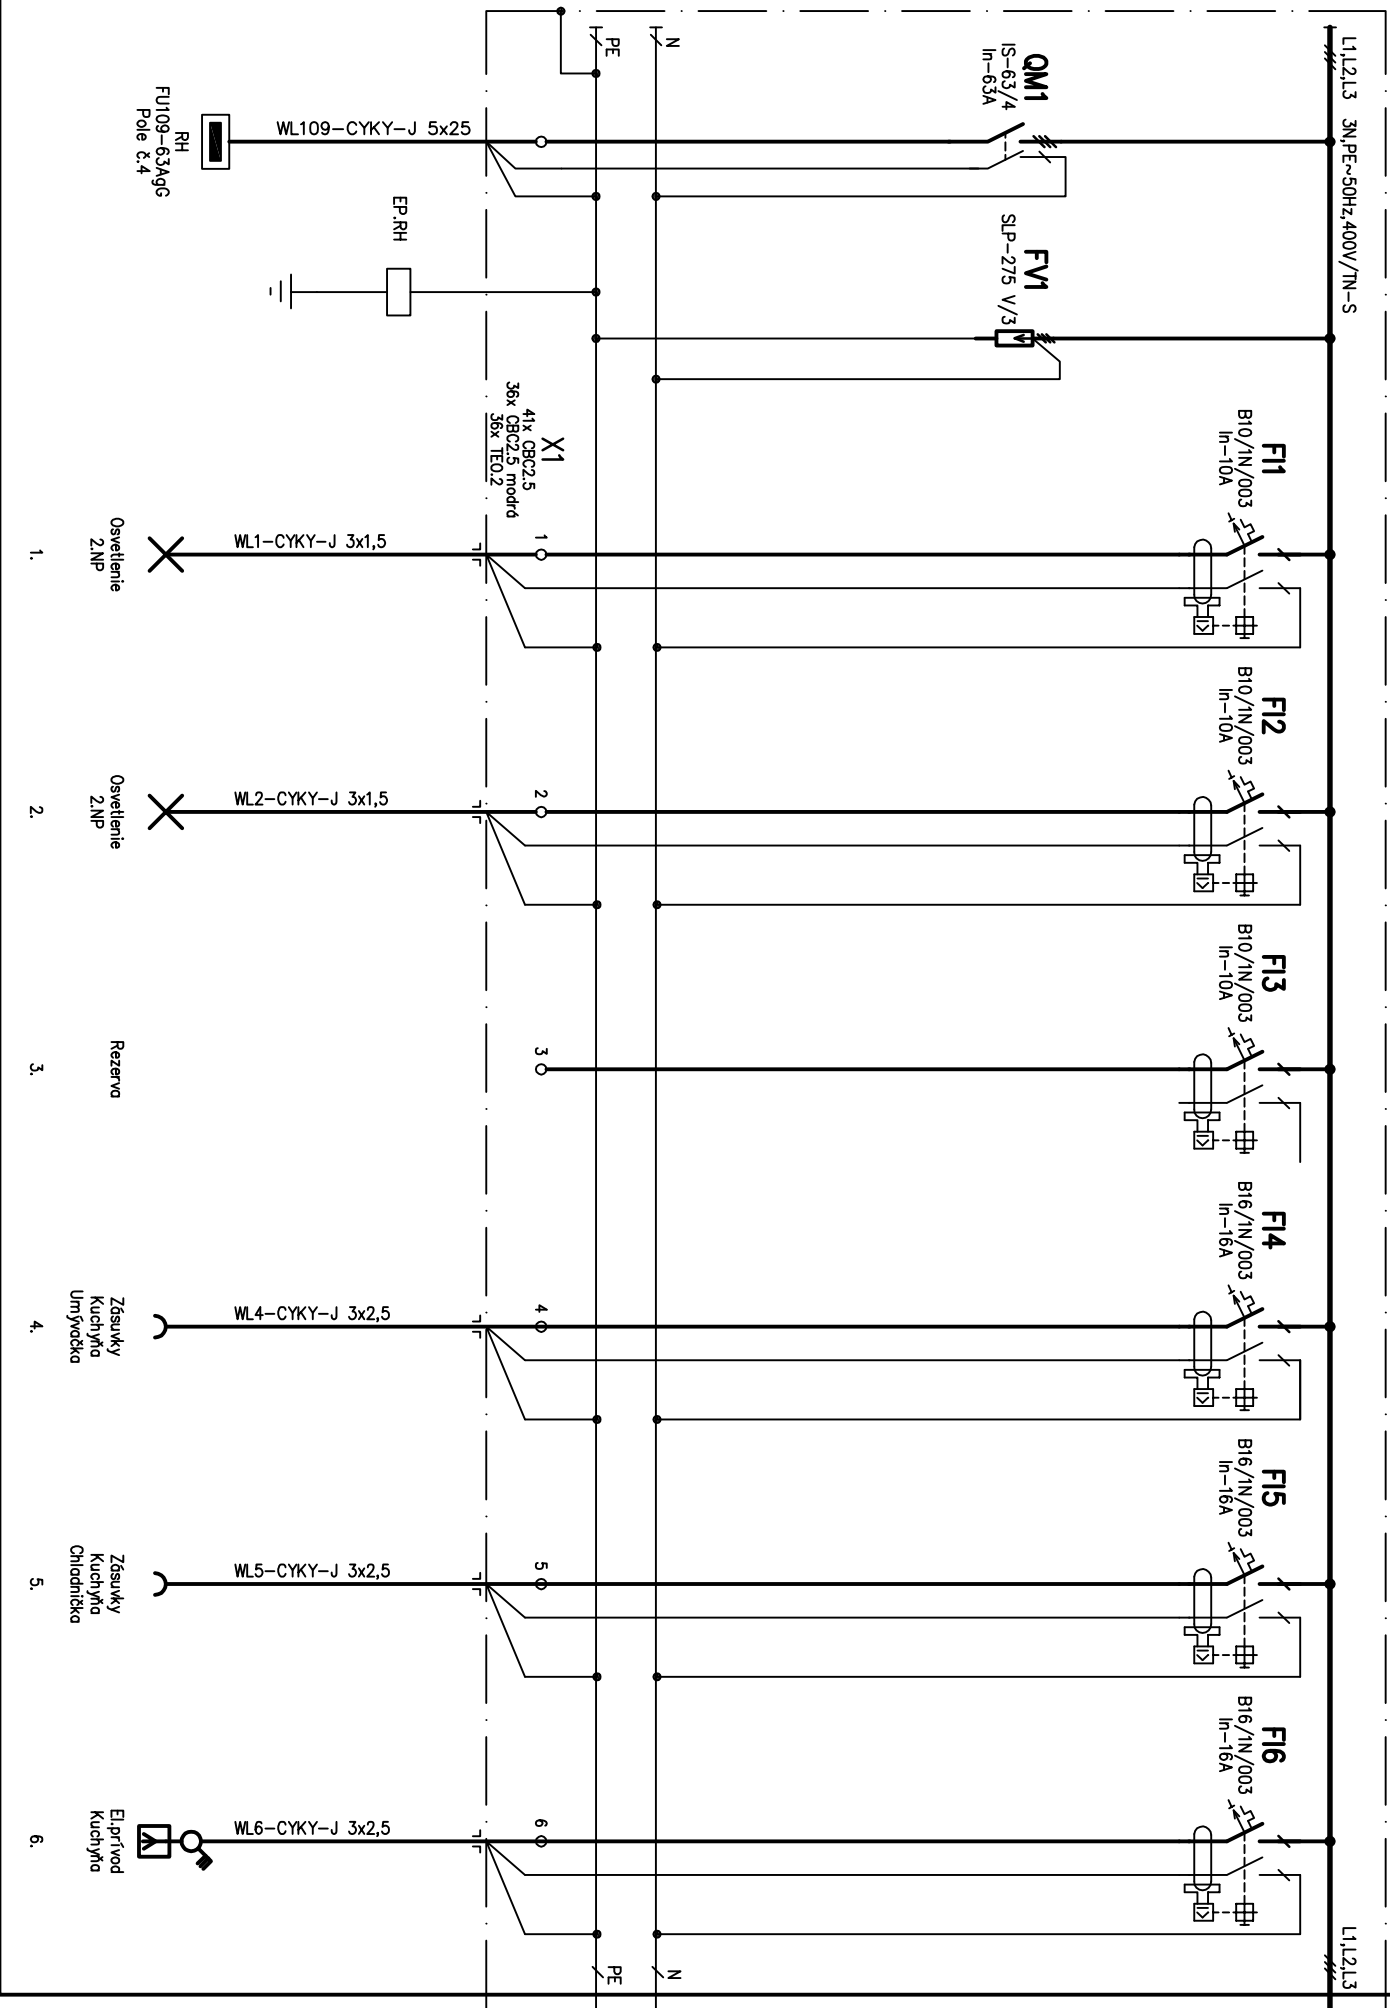 L1,L2,L3  3N,PE~50Hz,400V/TN-S
L1,L2,L3
N
N
PE
PE
QM1
IS-63/4
In-63A
FV1
SLP-275 V/3
FI1
B10/1N/003
In-10A
FI2
B10/1N/003
In-10A
FI3
B10/1N/003
In-10A
FI4
B16/1N/003
In-16A
FI5
B16/1N/003
In-16A
FI6
B16/1N/003
In-16A
X1
41x CBC2.5
36x CBC2.5 modrá
36x TEO.2
1
2
3
4
5
6
EP.RH
WL109-CYKY-J 5x25
WL1-CYKY-J 3x1,5
WL2-CYKY-J 3x1,5
WL4-CYKY-J 3x2,5
WL5-CYKY-J 3x2,5
WL6-CYKY-J 3x2,5
RH
FU109-63AgG
Pole č.4
Osvetlenie
2.NP
Osvetlenie
2.NP
Rezerva
Zásuvky
Kuchyňa
Umývačka
Zásuvky
Kuchyňa
Chladnička
El.prívod
Kuchyňa
1.
2.
3.
4.
5.
6.